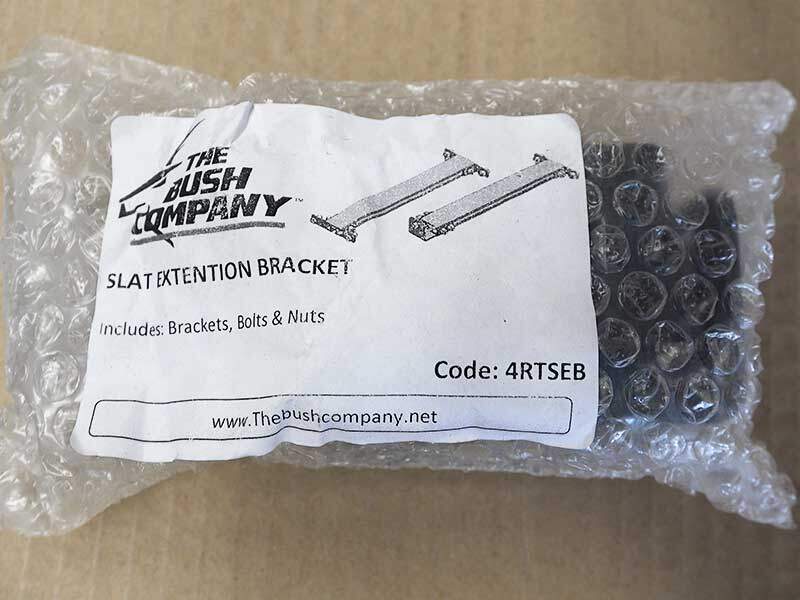 THE
BUSH
COMPANY™
SLAT EXTENTION BRACKET
Includes: Brackets, Bolts & Nuts
Code: 4RTSEB
www.Thebushcompany.net